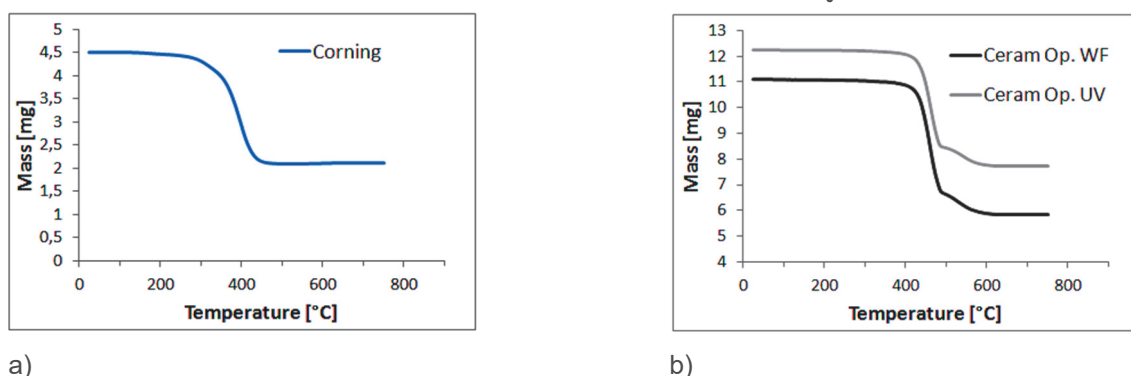 5
4,5
4
3,5
3
2,5
2
1,5
1
0,5
0
Mass [mg]
Corning
0 200 400 600 800
Temperature [°C]
a)
13
12
11
10
9
8
7
6
5
4
Mass [mg]
Ceram Op. WF
Ceram Op. UV
0 200 400 600 800
Temperature [°C]
b)